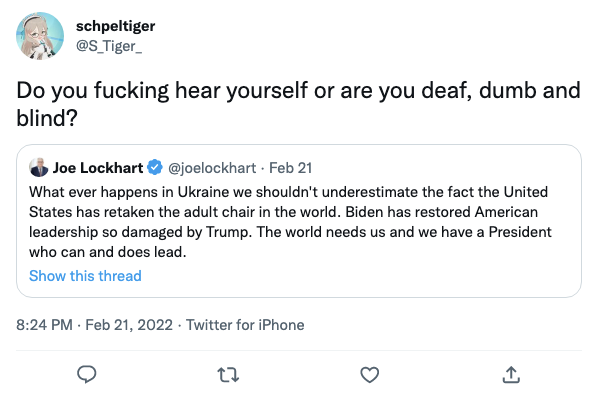 schpeltiger
@S_Tiger_
Do you fucking hear yourself or are you deaf, dumb and
blind?
Joe Lockhart @joelockhart · Feb 21
What ever happens in Ukraine we shouldn't underestimate the fact the United
States has retaken the adult chair in the world. Biden has restored American
leadership so damaged by Trump. The world needs us and we have a President
who can and does lead.
Show this thread
8:24 PM · Feb 21, 2022 · Twitter for iPhone